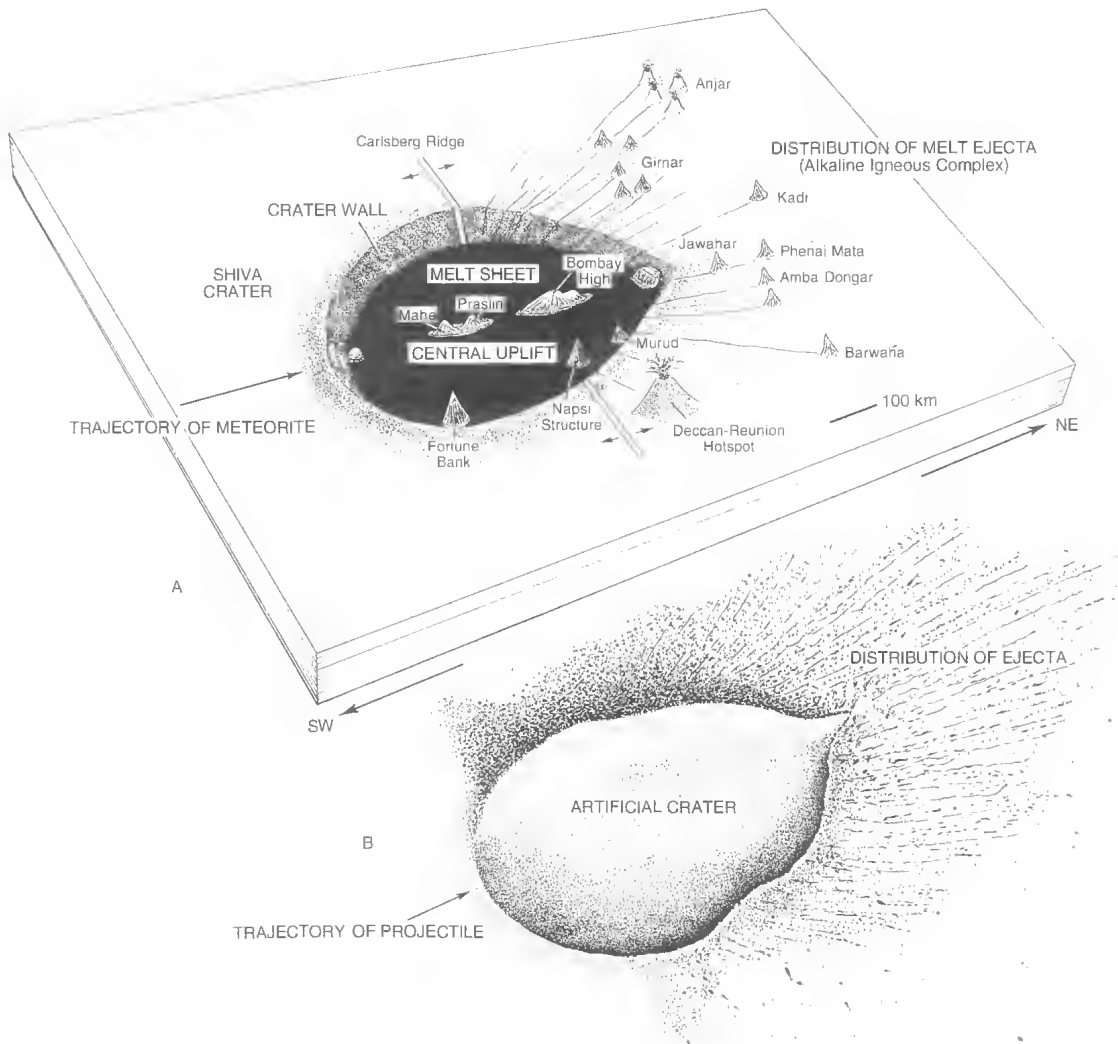 Anjar
Carlsberg Ridge
DISTRIBUTION OF MELT EJECTA
(Alkaline Igneous Complex)
Girnar
Kadi
CRATER WALL
Jawahar
Phenai Mata
SHIVA
CRATER
MELT SHEET
Bombay
High
Amba Dongar
Praslin
Mahe
CENTRAL UPLIFT
Murud
Barwaha
TRAJECTORY OF METEORITE
Napsi
Structure
100 km
Fortune
Bank
Deccan-Reunion
Hotspot
NE
A
SW
DISTRIBUTION OF EJECTA
ARTIFICIAL CRATER
B
TRAJECTORY OF PROJECTILE